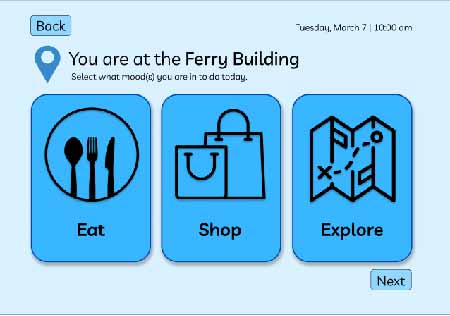 Back
Tuesday, March 7 | 10:00 am
You are at the Ferry Building
Select what mood(s) you are in to do today.
Eat
Shop
Explore
Next